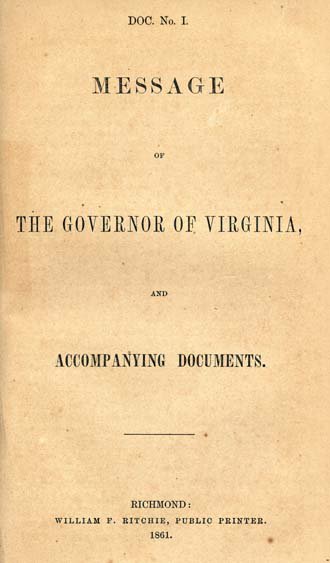 DOC. No. I.
MESSAGE
OF
THE GOVERNOR OF VIRGINIA,
AND
ACCOMPANYING DOCUMENTS.
RICHMOND:
WILLIAM F. RITCHIE, PUBLIC PRINTER.
1861.